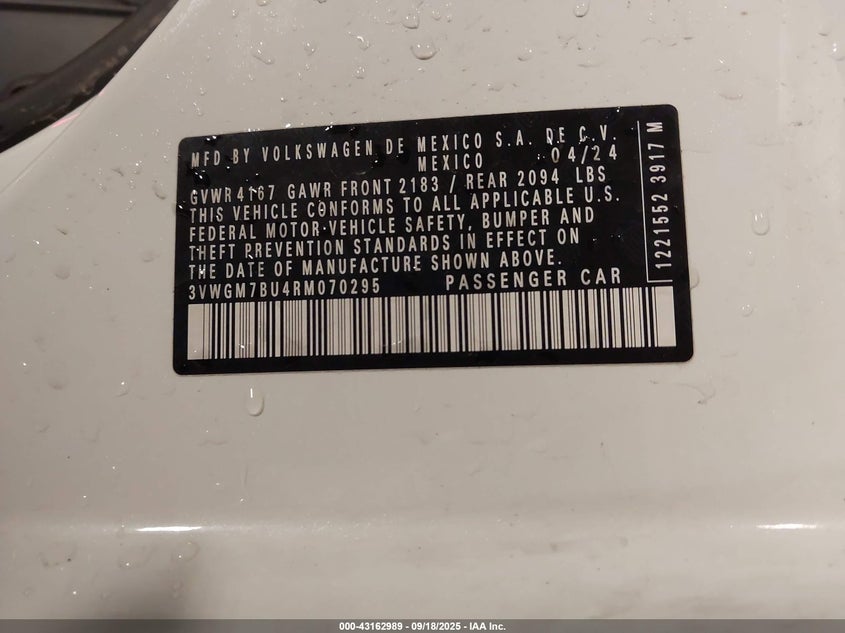 MFD BY VOLKSWAGEN DE MEXICO S.A. DE C.V.
MEXICO 04/24
GVWR 4167 GAWR FRONT 2183 / REAR 2094 LBS
THIS VEHICLE CONFORMS TO ALL APPLICABLE U.S.
FEDERAL MOTOR VEHICLE SAFETY, BUMPER AND
THEFT PREVENTION STANDARDS IN EFFECT ON
THE DATE OF MANUFACTURE SHOWN ABOVE.
3VWGM7BU4RM070295 PASSENGER CAR
1221552 3917 M
000-43162989 - 09/18/2025 - IAA Inc.